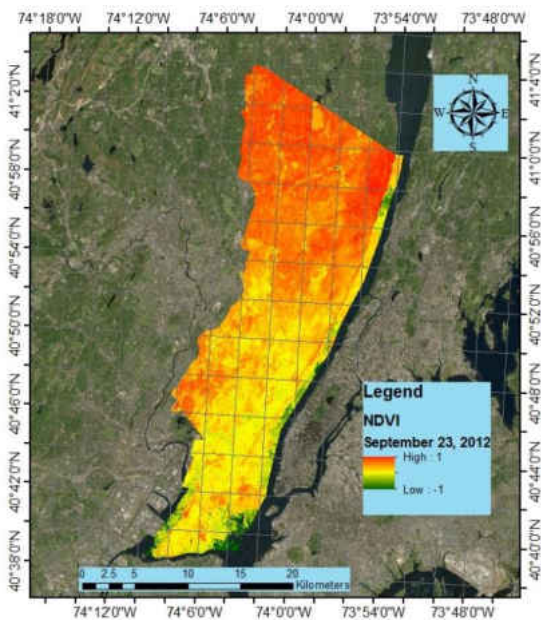 74°18'0"W 74°12'0"W 74°6'0"W 74°0'0"W 73°54'0"W 73°48'0"W
41°2'0"N
40°58'0"N
40°54'0"N
40°50'0"N
40°46'0"N
40°42'0"N
40°38'0"N
41°4'0"N
41°0'0"N
40°56'0"N
40°52'0"N
40°48'0"N
40°44'0"N
40°40'0"N
N
W E
S
Legend
NDVI
September 23, 2012
High : 1
Low : -1
0 2.5 5 10 15 20
Kilometers
74°12'0"W 74°6'0"W 74°0'0"W 73°54'0"W 73°48'0"W